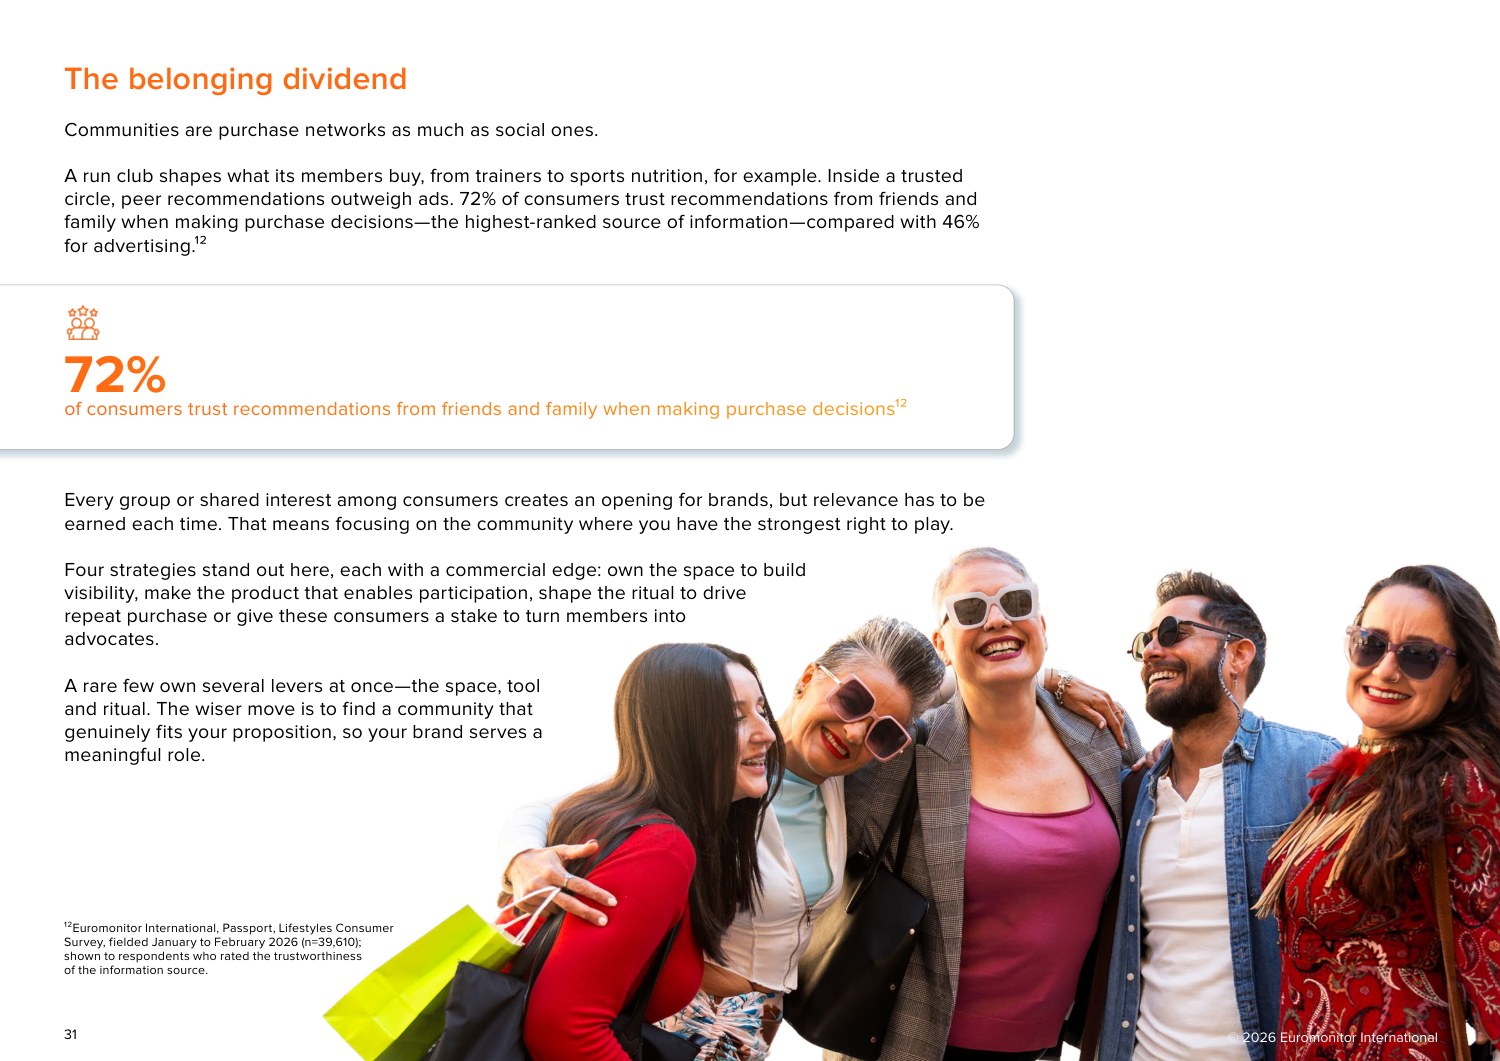 The belonging dividend
Communities are purchase networks as much as social ones.
A run club shapes what its members buy, from trainers to sports nutrition, for example. Inside a trusted
circle, peer recommendations outweigh ads. 72% of consumers trust recommendations from friends and
family when making purchase decisions—the highest-ranked source of information—compared with 46%
for advertising.¹²
72%
of consumers trust recommendations from friends and family when making purchase decisions¹²
Every group or shared interest among consumers creates an opening for brands, but relevance has to be
earned each time. That means focusing on the community where you have the strongest right to play.
Four strategies stand out here, each with a commercial edge: own the space to build
visibility, make the product that enables participation, shape the ritual to drive
repeat purchase or give these consumers a stake to turn members into
advocates.
A rare few own several levers at once—the space, tool
and ritual. The wiser move is to find a community that
genuinely fits your proposition, so your brand serves a
meaningful role.
¹²Euromonitor International, Passport, Lifestyles Consumer
Survey, fielded January to February 2026 (n=39,610);
shown to respondents who rated the trustworthiness
of the information source.
31
© 2026 Euromonitor International